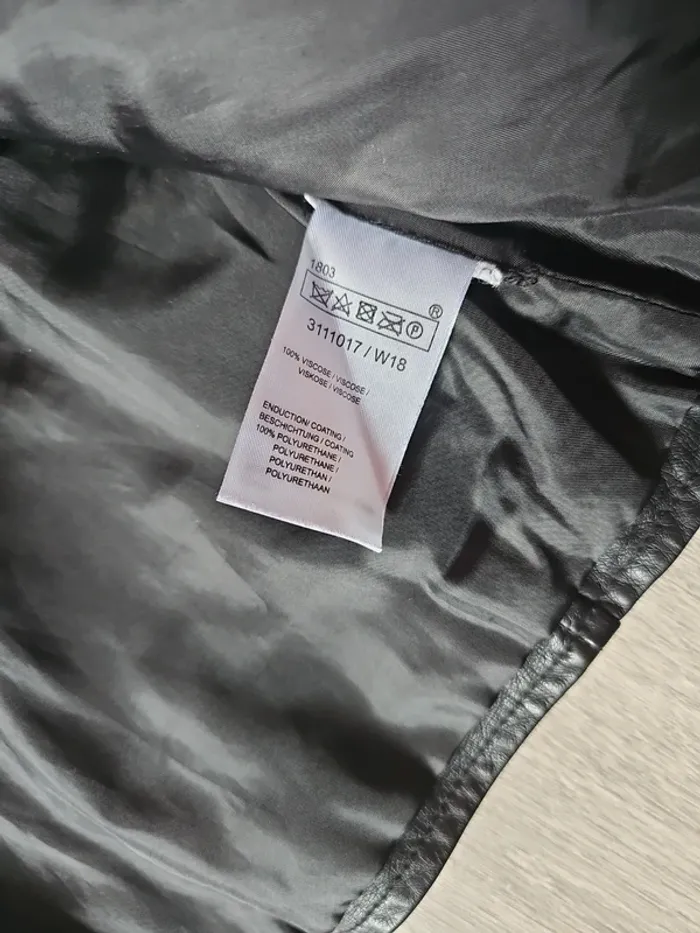 1803
®
P
3111017 / W18
100% VISCOSE / VISCOSE /
VISKOSE / VISCOSE
ENDUCTION / COATING /
BESCHICHTUNG / COATING
100% POLYURETHANE /
POLYURETHANE /
POLYURETHAN /
POLYURETHAAN